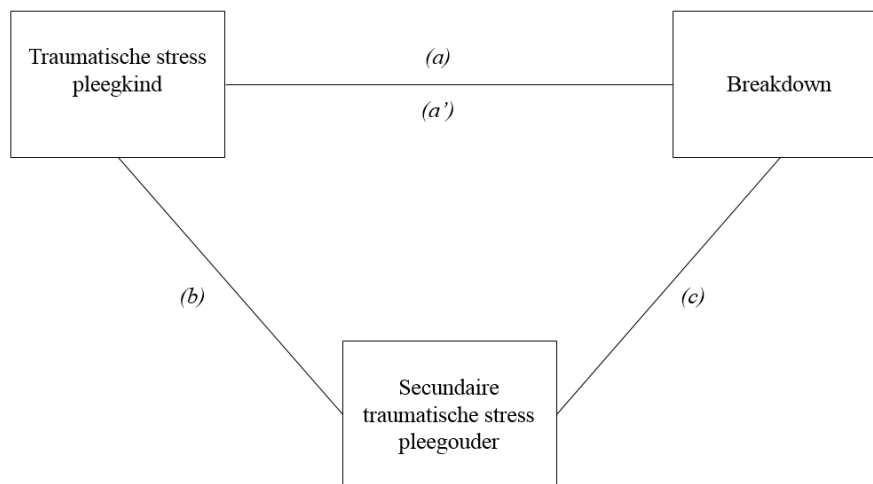 Traumatische stress
pleegkind
(a)
(a’)
Breakdown
(b)
(c)
Secundaire
traumatische stress
pleegouder